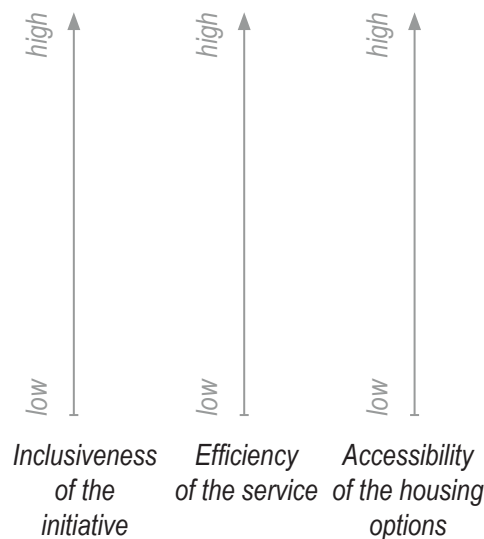 high
high
high
low
low
low
Inclusiveness
of the
initiative
Efficiency
of the service
Accessibility
of the housing
options